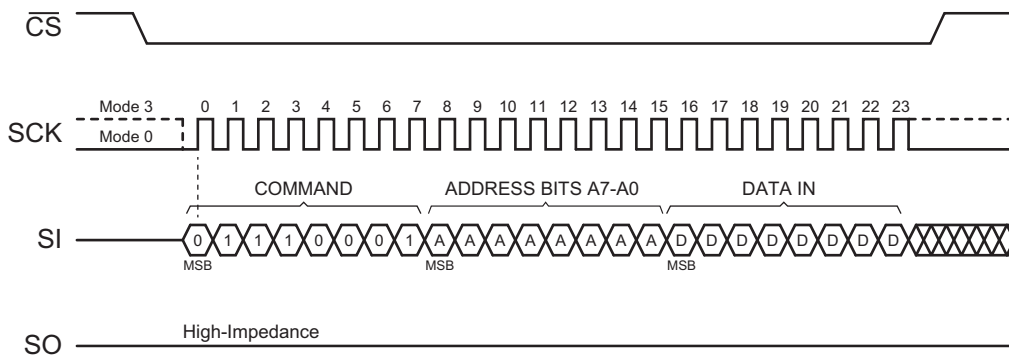 CS
Mode 3
0 1 2 3 4 5 6 7 8 9 10 11 12 13 14 15 16 17 18 19 20 21 22 23
SCK
Mode 0
COMMAND ADDRESS BITS A7-A0 DATA IN
SI 0 1 1 1 0 0 0 1 A A A A A A A A D D D D D D D D
MSB MSB MSB
High-Impedance
SO